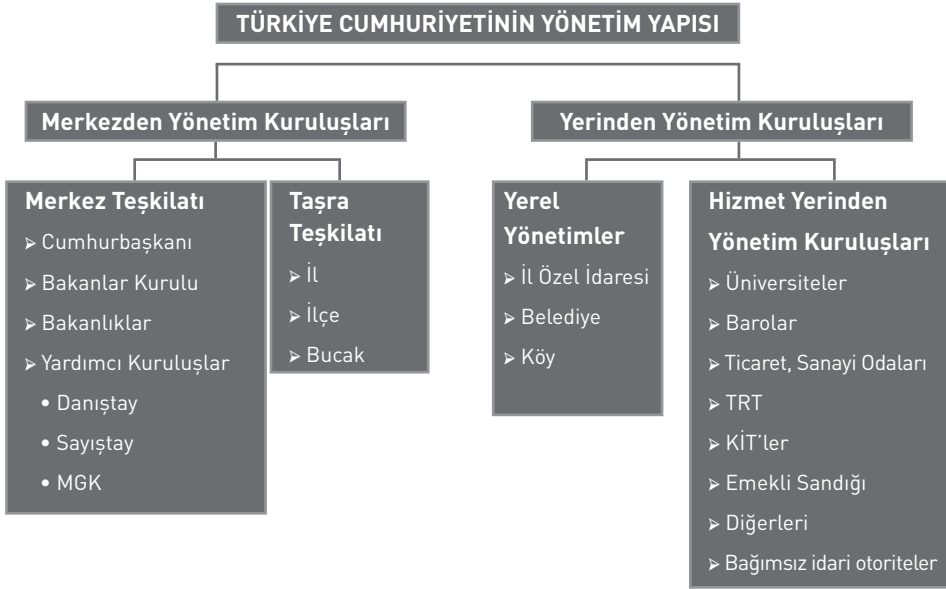 TÜRKİYE CUMHURİYETİNİN YÖNETİM YAPISI
Merkezden Yönetim Kuruluşları
Yerinden Yönetim Kuruluşları
Merkez Teşkilatı
➢ Cumhurbaşkanı
➢ Bakanlar Kurulu
➢ Bakanlıklar
➢ Yardımcı Kuruluşlar
• Danıştay
• Sayıştay
• MGK
Taşra
Teşkilatı
➢ İl
➢ İlçe
➢ Bucak
Yerel
Yönetimler
➢ İl Özel İdaresi
➢ Belediye
➢ Köy
Hizmet Yerinden
Yönetim Kuruluşları
➢ Üniversiteler
➢ Barolar
➢ Ticaret, Sanayi Odaları
➢ TRT
➢ KİT’ler
➢ Emekli Sandığı
➢ Diğerleri
➢ Bağımsız idari otoriteler